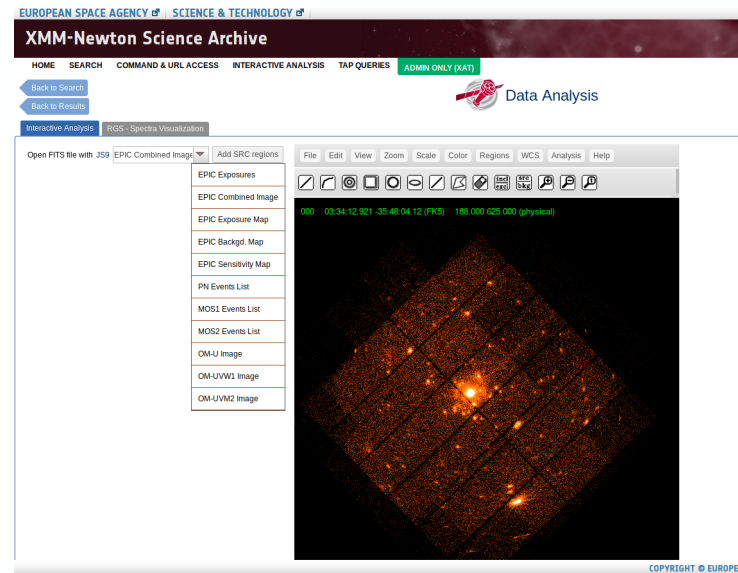 EUROPEAN SPACE AGENCY SCIENCE & TECHNOLOGY
XMM-Newton Science Archive
HOME SEARCH COMMAND & URL ACCESS INTERACTIVE ANALYSIS TAP QUERIES ADMIN ONLY (XAT)
Back to Search
Back to Results
Data Analysis
Interactive Analysis RGS - Spectra Visualization
Open FITS file with JS9 EPIC Combined Image Add SRC regions
File Edit View Zoom Scale Color Regions WCS Analysis Help
incl excl src bkg
EPIC Exposures
EPIC Combined Image
EPIC Exposure Map
EPIC Backgd. Map
EPIC Sensitivity Map
PN Events List
MOS1 Events List
MOS2 Events List
OM-U Image
OM-UVW1 Image
OM-UVM2 Image
000 03:34:12.921 -35:48:04.12 (FK5) 188.000 625.000 (physical)
COPYRIGHT © EUROPE